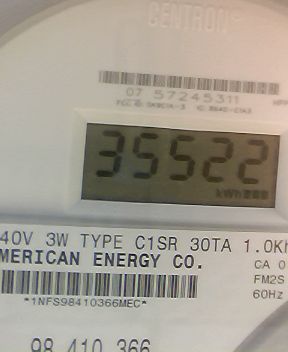 CENTRON
07 57245311
35522
kWh
40V 3W TYPE C1SR 30TA 1.0Kh
MERICAN ENERGY CO.
CA 0
FM2S
60Hz
*1NFS98410366MEC*
98 410 366